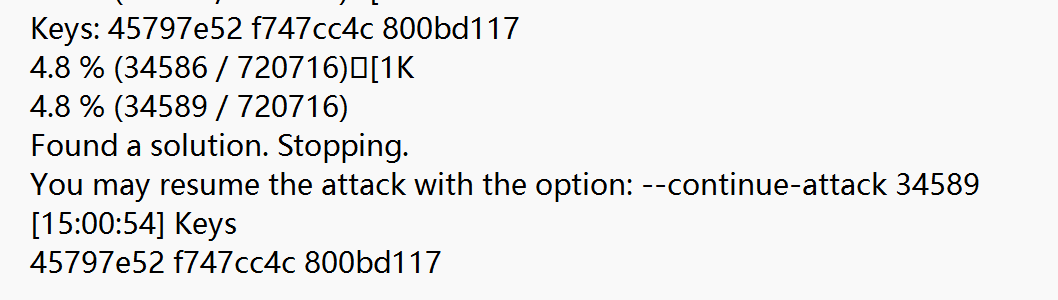 Keys: 45797e52 f747cc4c 800bd117
4.8 % (34586 / 720716)▯[1K
4.8 % (34589 / 720716)
Found a solution. Stopping.
You may resume the attack with the option: --continue-attack 34589
[15:00:54] Keys
45797e52 f747cc4c 800bd117